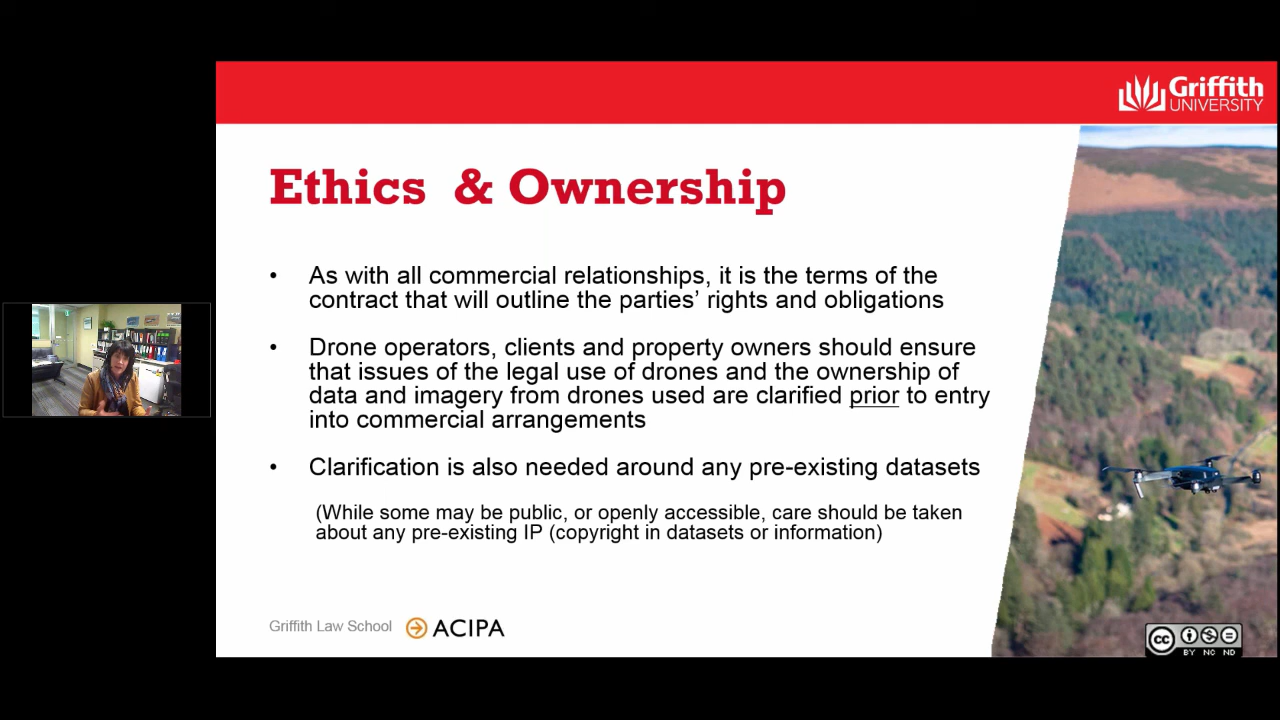 Griffith
UNIVERSITY
Ethics & Ownership
• As with all commercial relationships, it is the terms of the
contract that will outline the parties’ rights and obligations
• Drone operators, clients and property owners should ensure
that issues of the legal use of drones and the ownership of
data and imagery from drones used are clarified prior to entry
into commercial arrangements
• Clarification is also needed around any pre-existing datasets
(While some may be public, or openly accessible, care should be taken
about any pre-existing IP (copyright in datasets or information)
Griffith Law School ACIPA
cc
BY NC ND